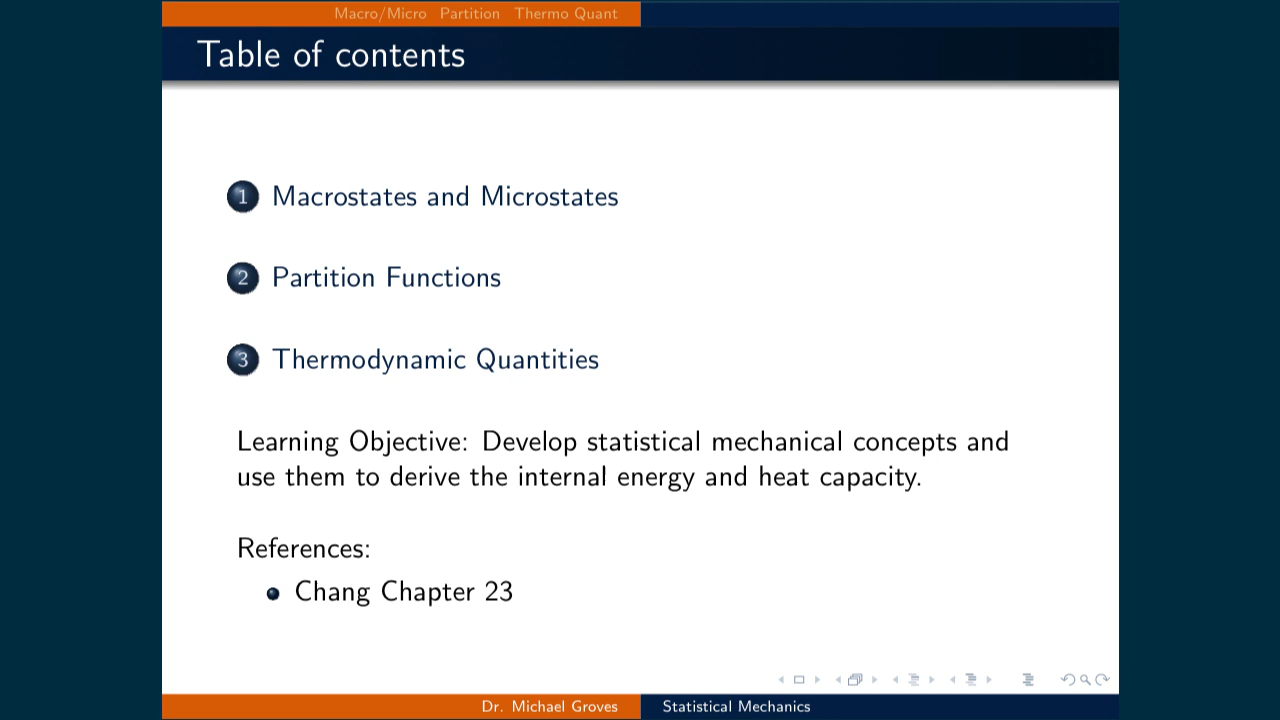 Macro/Micro Partition Thermo Quant
Table of contents
1 Macrostates and Microstates
2 Partition Functions
3 Thermodynamic Quantities
Learning Objective: Develop statistical mechanical concepts and
use them to derive the internal energy and heat capacity.
References:
Chang Chapter 23
Dr. Michael Groves Statistical Mechanics